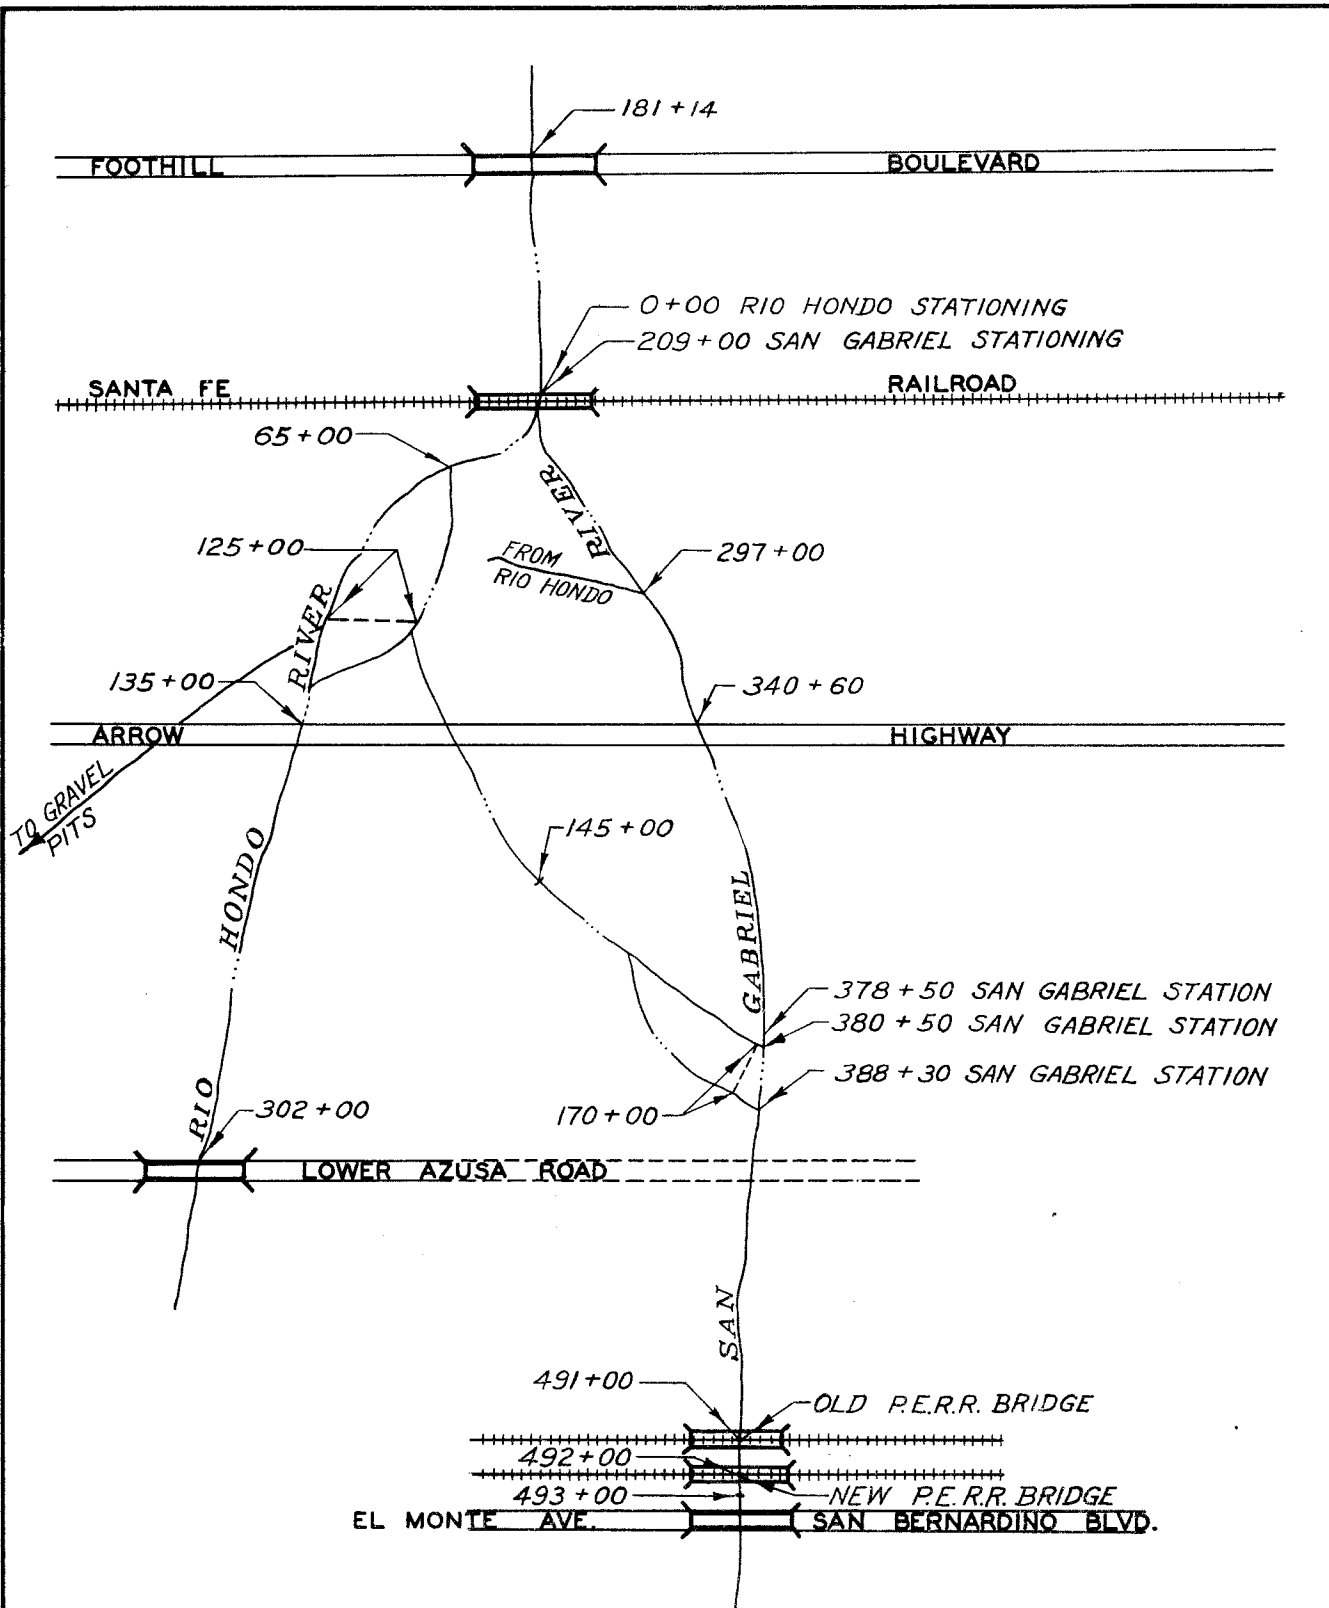 181+14
FOOTHILL BOULEVARD
0+00 RIO HONDO STATIONING
209+00 SAN GABRIEL STATIONING
SANTA FE RAILROAD
65+00
RIVER
125+00
FROM
RIO HONDO
297+00
RIVER
135+00
340+60
ARROW HIGHWAY
TO GRAVEL
PITS
145+00
HONDO
GABRIEL
378+50 SAN GABRIEL STATION
380+50 SAN GABRIEL STATION
388+30 SAN GABRIEL STATION
RIO
302+00
170+00
LOWER AZUSA ROAD
SAN
491+00
OLD P.E.R.R. BRIDGE
492+00
493+00
NEW P.E.R.R. BRIDGE
EL MONTE AVE. SAN BERNARDINO BLVD.